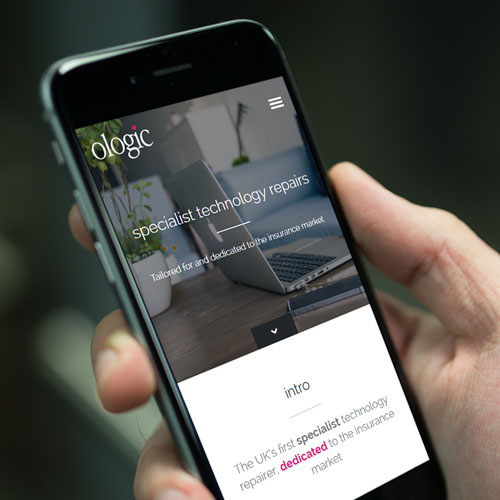 ologic
specialist technology repairs
Tailored for and dedicated to the insurance market
intro
The UK's first specialist technology
repairer, dedicated to the insurance
market